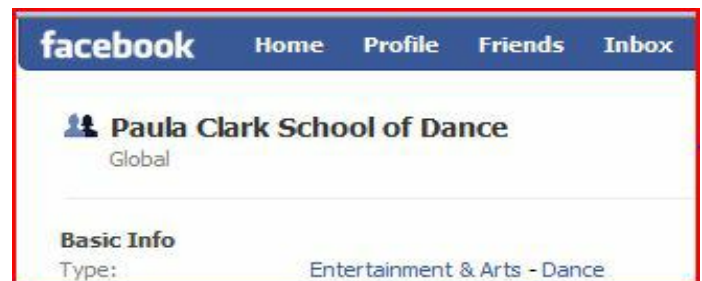 facebook Home Profile Friends Inbox
Paula Clark School of Dance
Global
Basic Info
Type: Entertainment & Arts - Dance